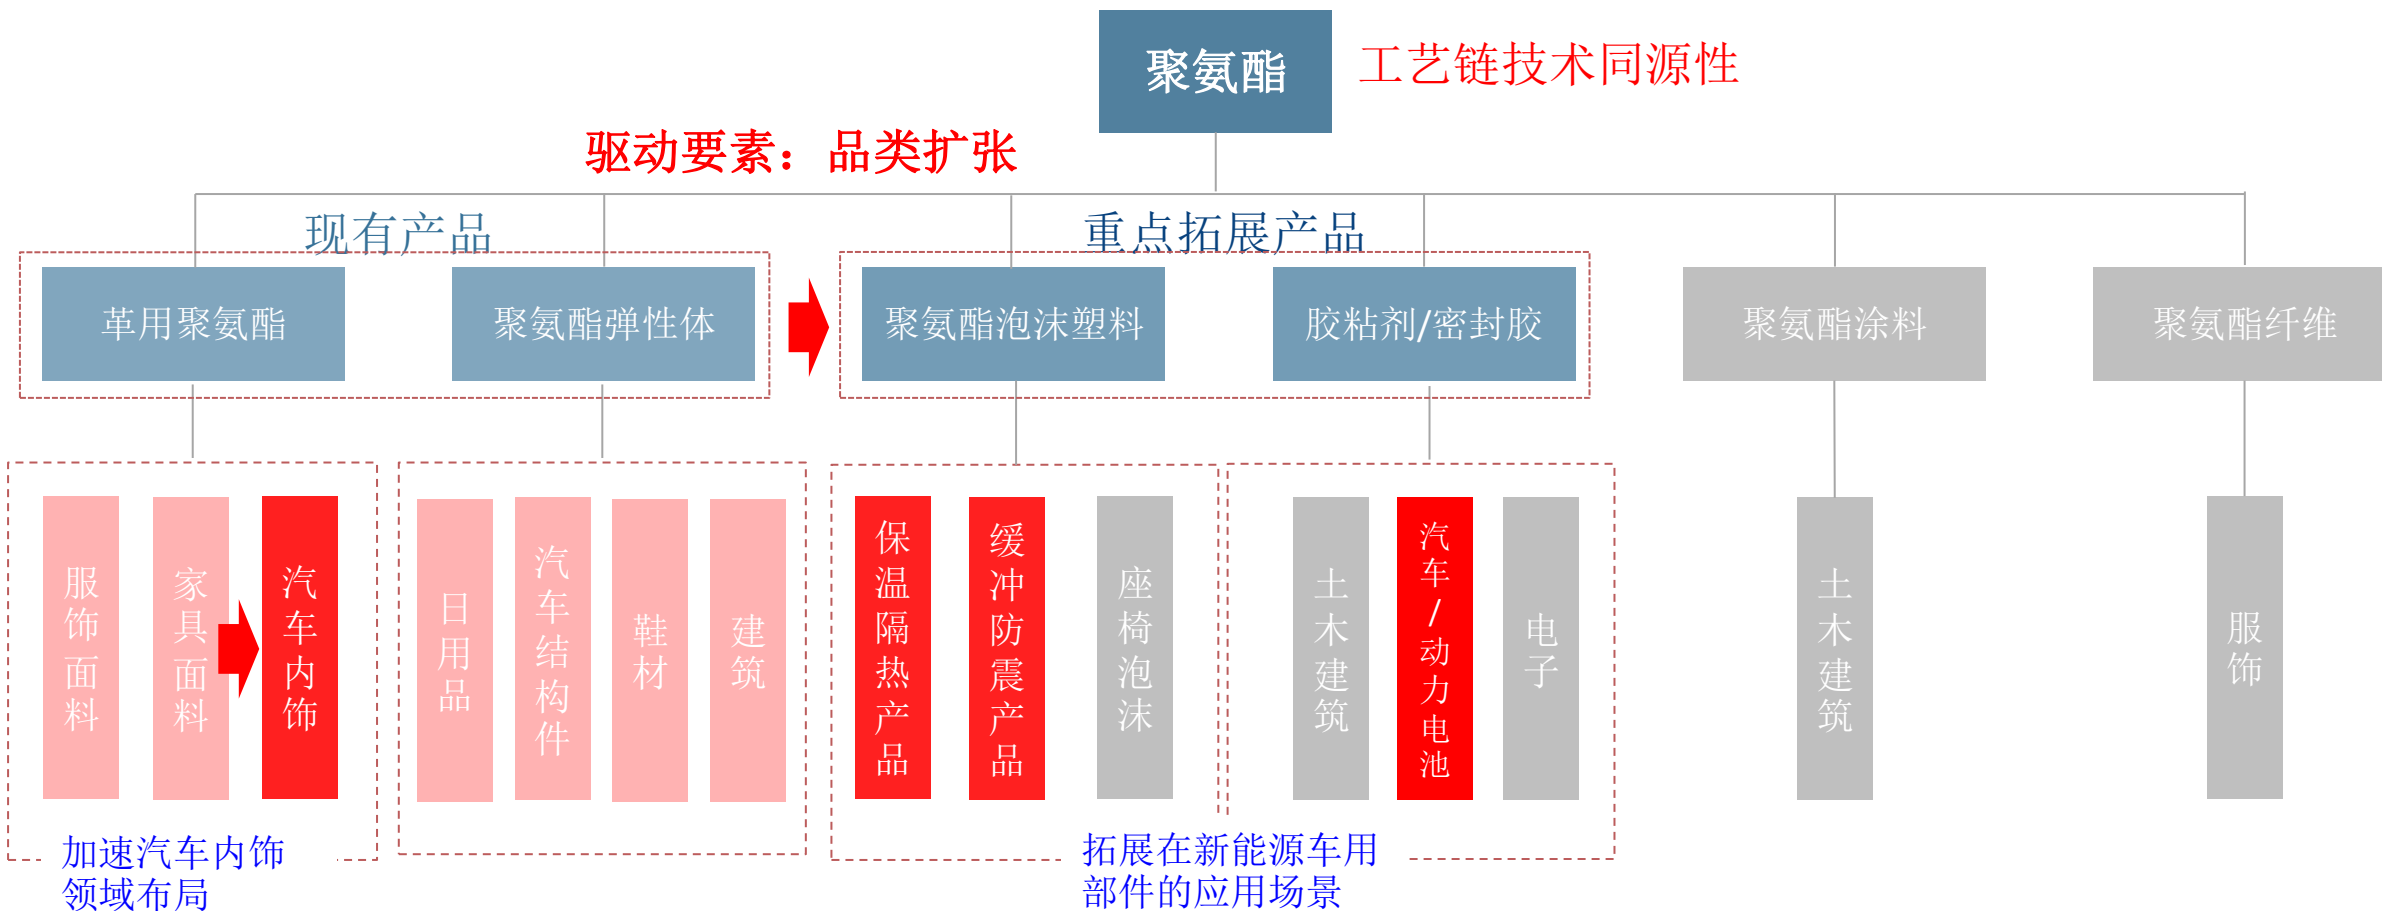 聚氨酯
工艺链技术同源性
驱动要素：品类扩张
现有产品
重点拓展产品
革用聚氨酯
聚氨酯弹性体
聚氨酯泡沫塑料
胶粘剂/密封胶
聚氨酯涂料
聚氨酯纤维
服饰面料
家具面料
汽车内饰
日用品
汽车结构件
鞋材
建筑
保温隔热产品
缓冲防震产品
座椅泡沫
土木建筑
汽车/动力电池
电子
土木建筑
服饰
加速汽车内饰
领域布局
拓展在新能源车用
部件的应用场景